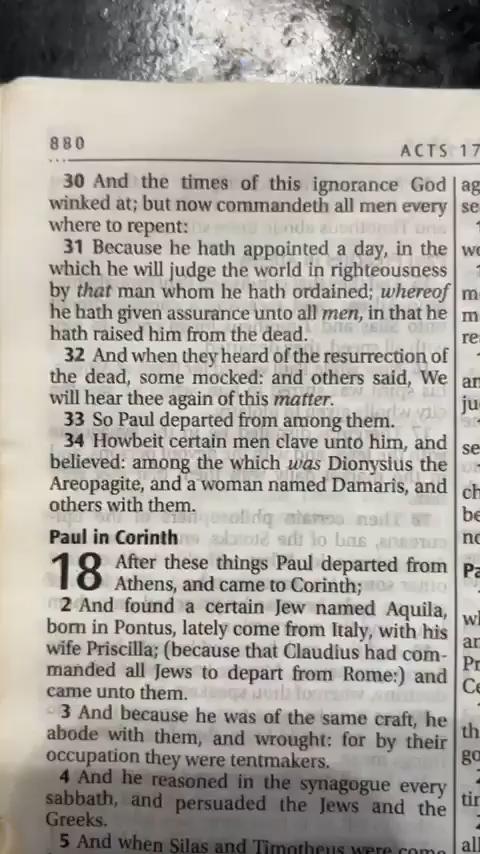 880
ACTS 17
30 And the times of this ignorance God
winked at; but now commandeth all men every
where to repent:
31 Because he hath appointed a day, in the
which he will judge the world in righteousness
by that man whom he hath ordained; whereof
he hath given assurance unto all men, in that he
hath raised him from the dead.
32 And when they heard of the resurrection of
the dead, some mocked: and others said, We
will hear thee again of this matter.
33 So Paul departed from among them.
34 Howbeit certain men clave unto him, and
believed: among the which was Dionysius the
Areopagite, and a woman named Damaris, and
others with them.
Paul in Corinth
18 After these things Paul departed from
Athens, and came to Corinth;
2 And found a certain Jew named Aquila,
born in Pontus, lately come from Italy, with his
wife Priscilla; (because that Claudius had com-
manded all Jews to depart from Rome:) and
came unto them.
3 And because he was of the same craft, he
abode with them, and wrought: for by their
occupation they were tentmakers.
4 And he reasoned in the synagogue every
sabbath, and persuaded the Jews and the
Greeks.
5 And when Silas and Timotheus were come